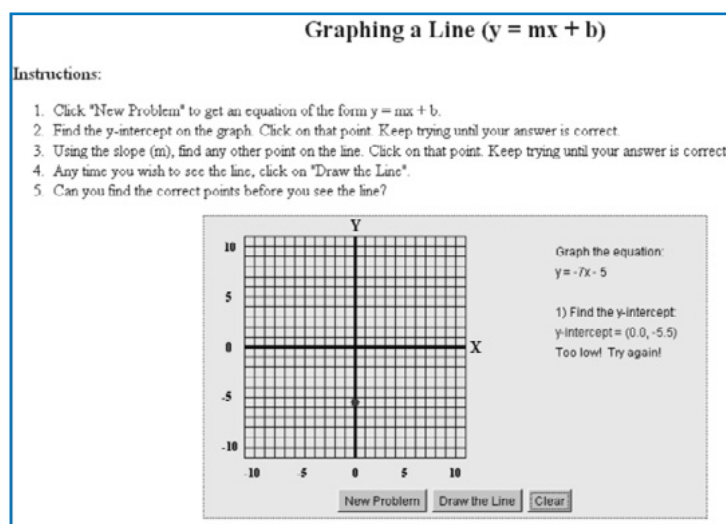 Graphing a Line (y = mx + b)
Instructions:
1. Click "New Problem" to get an equation of the form y = mx + b.
2. Find the y-intercept on the graph. Click on that point. Keep trying until your answer is correct.
3. Using the slope (m), find any other point on the line. Click on that point. Keep trying until your answer is correct
4. Any time you wish to see the line, click on "Draw the Line".
5. Can you find the correct points before you see the line?
Y
10
5
0
-5
-10
X
-10 -5 0 5 10
Graph the equation:
y = -7x - 5
1) Find the y-intercept:
y-intercept = (0.0, -5.5)
Too low! Try again!
New Problem Draw the Line Clear